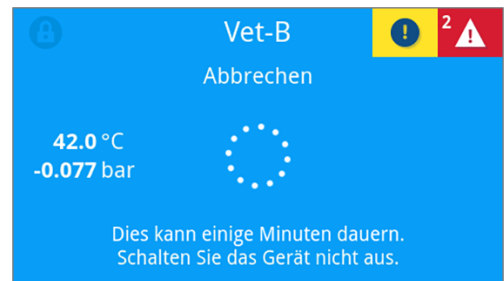 Vet-B
! 2 !
Abbrechen
42.0 °C
-0.077 bar
Dies kann einige Minuten dauern.
Schalten Sie das Gerät nicht aus.